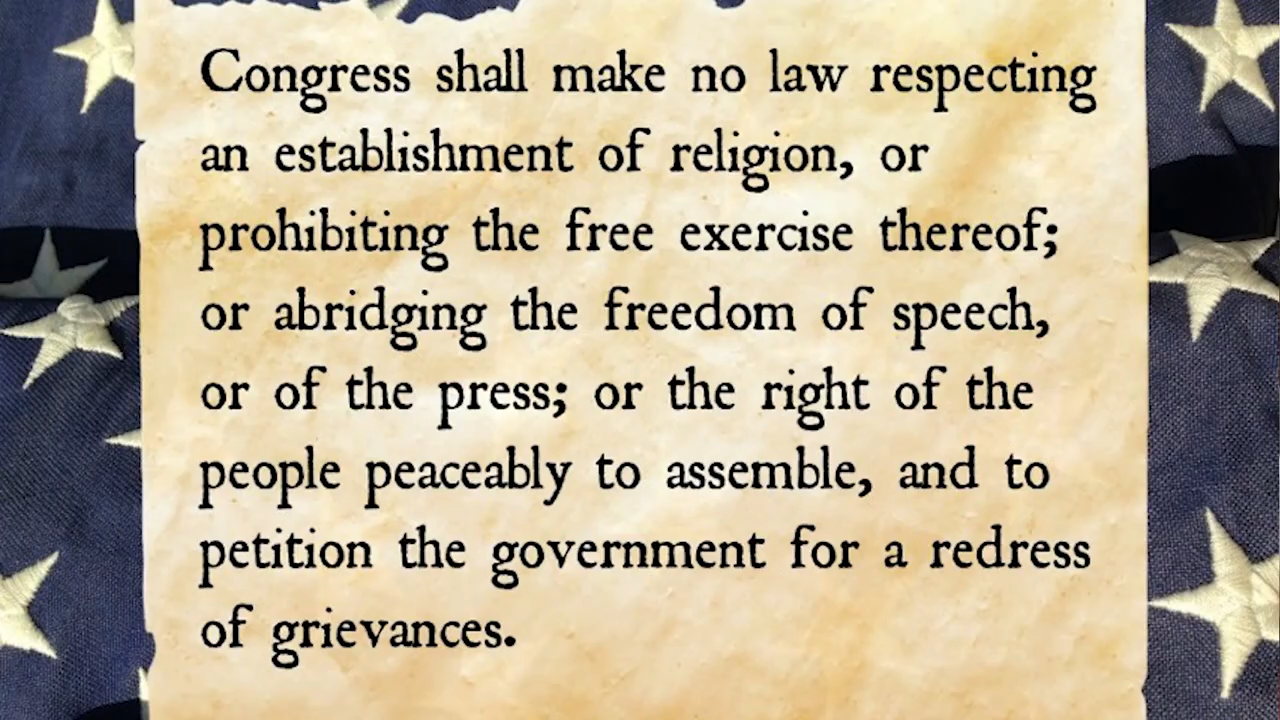 Congress shall make no law respecting
an establishment of religion, or
prohibiting the free exercise thereof;
or abridging the freedom of speech,
or of the press; or the right of the
people peaceably to assemble, and to
petition the government for a redress
of grievances.